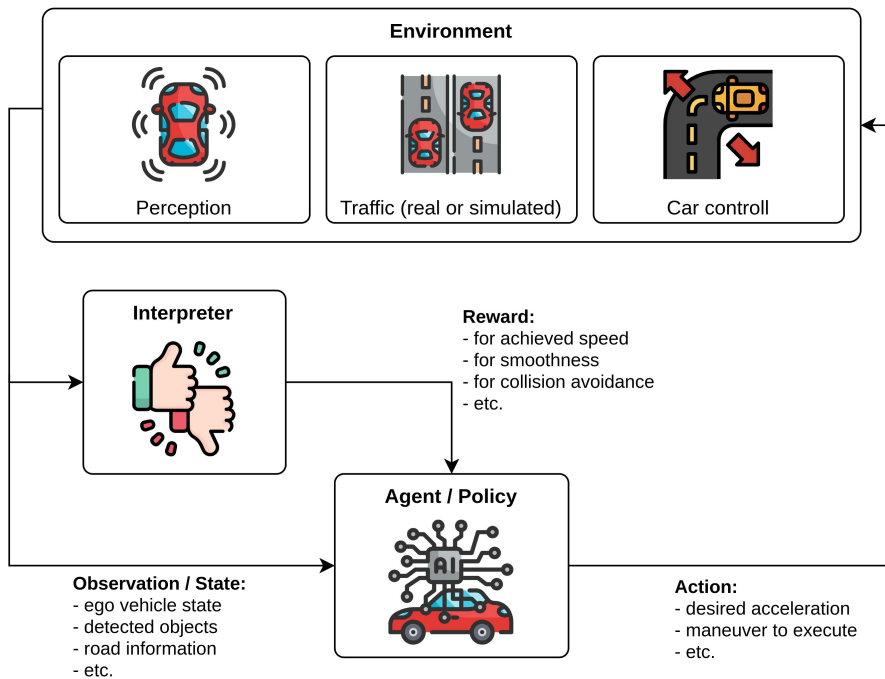 Environment
Perception
Traffic (real or simulated)
Car controll
Interpreter
Reward:
- for achieved speed
- for smoothness
- for collision avoidance
- etc.
Agent / Policy
AI
Observation / State:
- ego vehicle state
- detected objects
- road information
- etc.
Action:
- desired acceleration
- maneuver to execute
- etc.